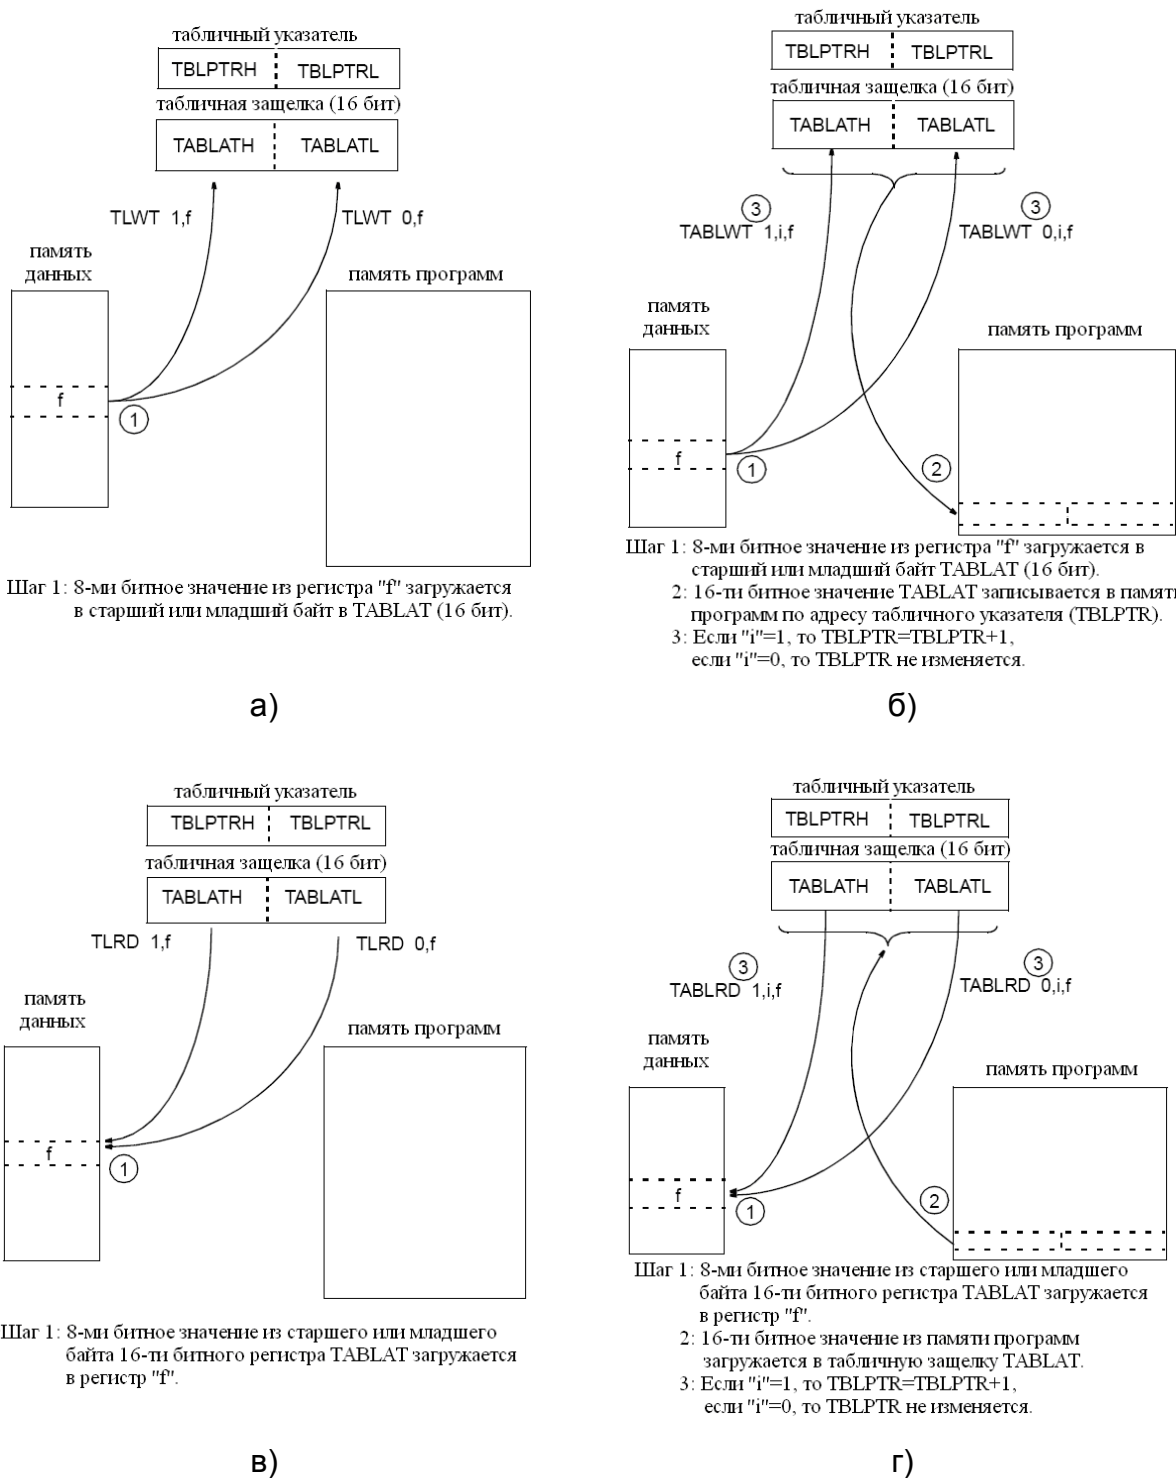 табличный указатель
TBLPTRH TBLPTRL
табличная защелка (16 бит)
TABLATH TABLATL
TLWT 1,f TLWT 0,f
память
данных
память программ
f
1
Шаг 1: 8-ми битное значение из регистра "f" загружается
в старший или младший байт в TABLAT (16 бит).
а)
табличный указатель
TBLPTRH TBLPTRL
табличная защелка (16 бит)
TABLATH TABLATL
3 3
TABLWT 1,i,f TABLWT 0,i,f
память
данных
память программ
f
1
2
Шаг 1: 8-ми битное значение из регистра "f" загружается в
старший или младший байт TABLAT (16 бит).
2: 16-ти битное значение TABLAT записывается в памят
программ по адресу табличного указателя (TBLPTR).
3: Если "i"=1, то TBLPTR=TBLPTR+1,
если "i"=0, то TBLPTR не изменяется.
б)
табличный указатель
TBLPTRH TBLPTRL
табличная защелка (16 бит)
TABLATH TABLATL
TLRD 1,f TLRD 0,f
память
данных
память программ
f
1
Шаг 1: 8-ми битное значение из старшего или младшего
байта 16-ти битного регистра TABLAT загружается
в регистр "f".
в)
табличный указатель
TBLPTRH TBLPTRL
табличная защелка (16 бит)
TABLATH TABLATL
3 3
TABLRD 1,i,f TABLRD 0,i,f
память
данных
память программ
f
1
2
Шаг 1: 8-ми битное значение из старшего или младшего
байта 16-ти битного регистра TABLAT загружается
в регистр "f".
2: 16-ти битное значение из памяти программ
загружается в табличную защелку TABLAT.
3: Если "i"=1, то TBLPTR=TBLPTR+1,
если "i"=0, то TBLPTR не изменяется.
г)